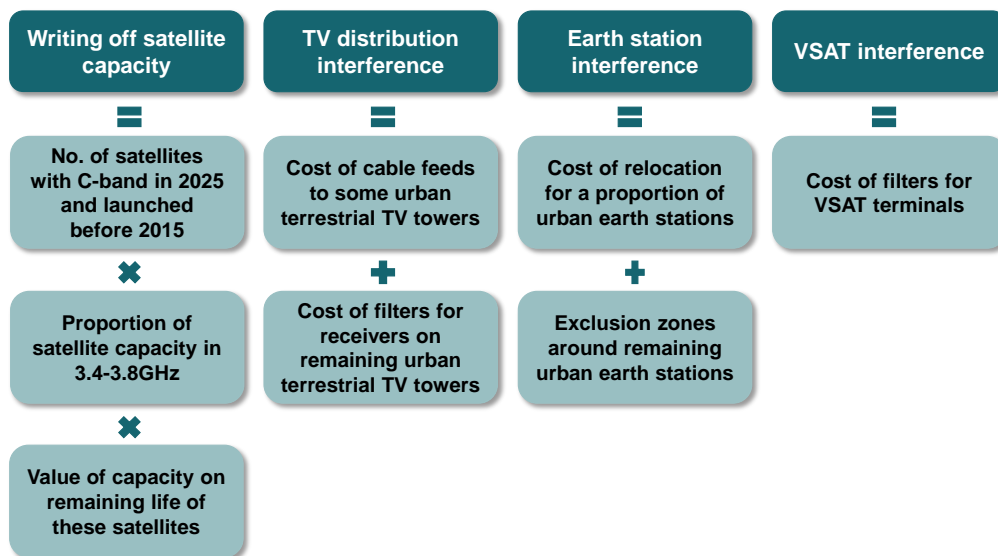 Writing off satellite
capacity
TV distribution
interference
Earth station
interference
VSAT interference
=
=
=
=
No. of satellites
with C-band in 2025
and launched
before 2015
Cost of cable feeds
to some urban
terrestrial TV towers
Cost of relocation
for a proportion of
urban earth stations
Cost of filters for
VSAT terminals
×
+
+
Proportion of
satellite capacity in
3.4-3.8GHz
Cost of filters for
receivers on
remaining urban
terrestrial TV towers
Exclusion zones
around remaining
urban earth stations
×
Value of capacity on
remaining life of
these satellites